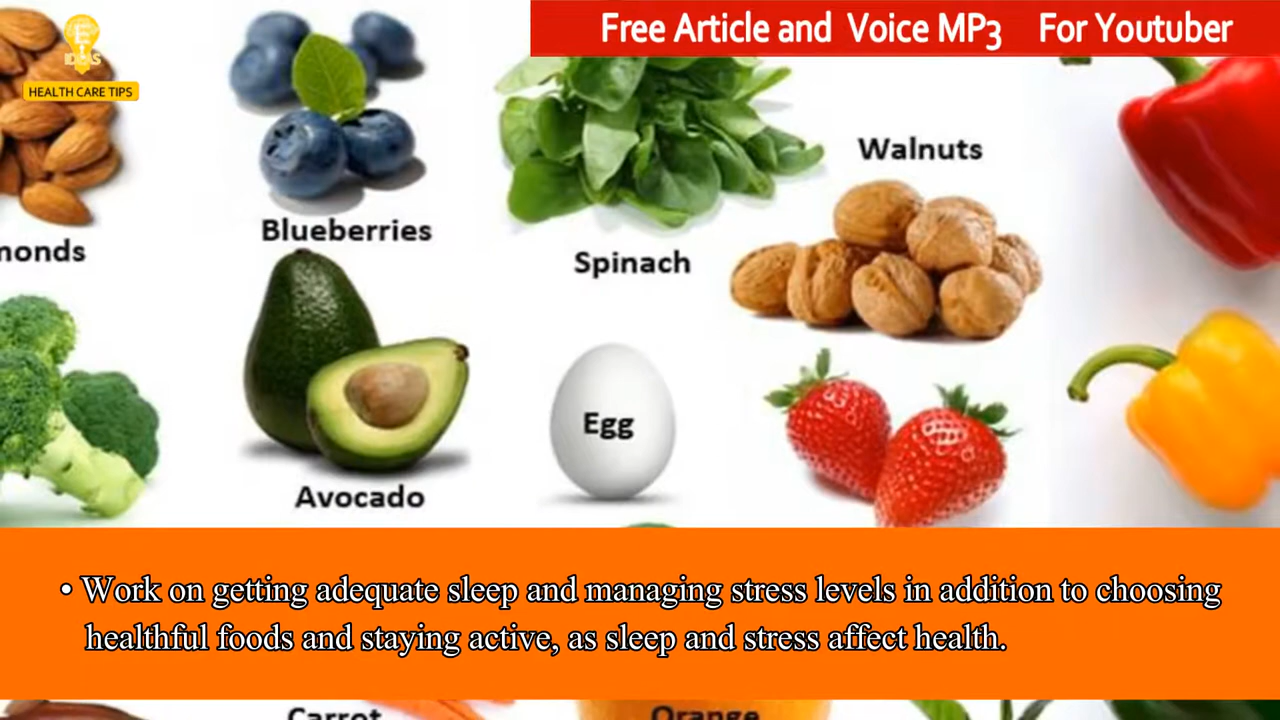 Free Article and Voice MP3 For Youtuber
HEALTH CARE TIPS
Walnuts
Blueberries
monds
Spinach
Egg
Avocado
• Work on getting adequate sleep and managing stress levels in addition to choosing
healthful foods and staying active, as sleep and stress affect health.
Carrot
Orange